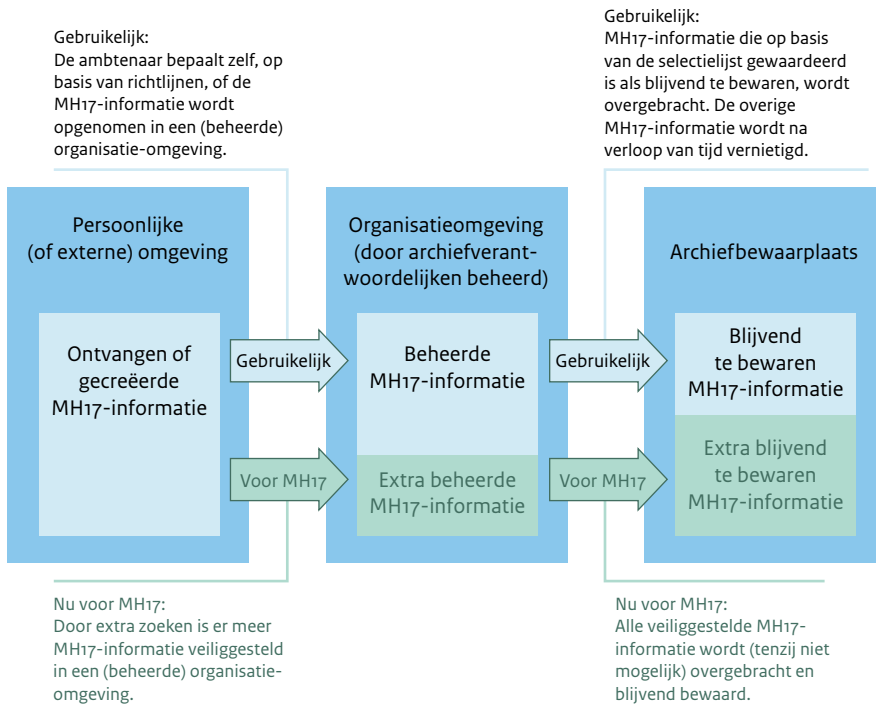 Gebruikelijk:
De ambtenaar bepaalt zelf, op
basis van richtlijnen, of de
MH17-informatie wordt
opgenomen in een (beheerde)
organisatie-omgeving.
Gebruikelijk:
MH17-informatie die op basis
van de selectielijst gewaardeerd
is als blijvend te bewaren, wordt
overgebracht. De overige
MH17-informatie wordt na
verloop van tijd vernietigd.
Persoonlijke
(of externe) omgeving
Organisatieomgeving
(door archiefverant-
woordelijken beheerd)
Archiefbewaarplaats
Ontvangen of
gecreëerde
MH17-informatie
Gebruikelijk
Beheerde
MH17-informatie
Gebruikelijk
Blijvend
te bewaren
MH17-informatie
Voor MH17
Extra beheerde
MH17-informatie
Voor MH17
Extra blijvend
te bewaren
MH17-informatie
Nu voor MH17:
Door extra zoeken is er meer
MH17-informatie veiliggesteld
in een (beheerde) organisatie-
omgeving.
Nu voor MH17:
Alle veiliggestelde MH17-
informatie wordt (tenzij niet
mogelijk) overgebracht en
blijvend bewaard.